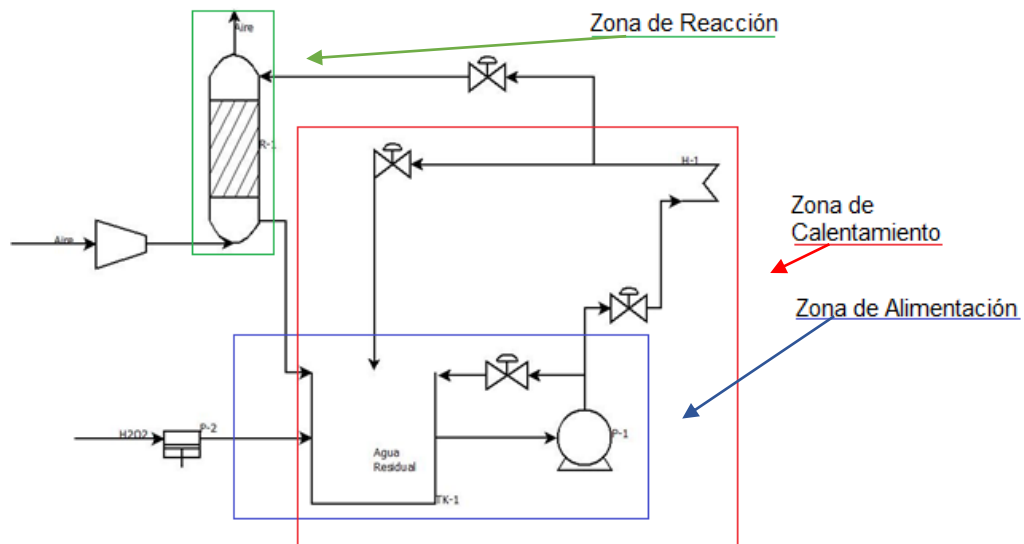 Aire
Zona de Reacción
R-1
H-1
Zona de
Calentamiento
Aire
Zona de Alimentación
H2O2
P-2
P-1
Agua
Residual
TK-1